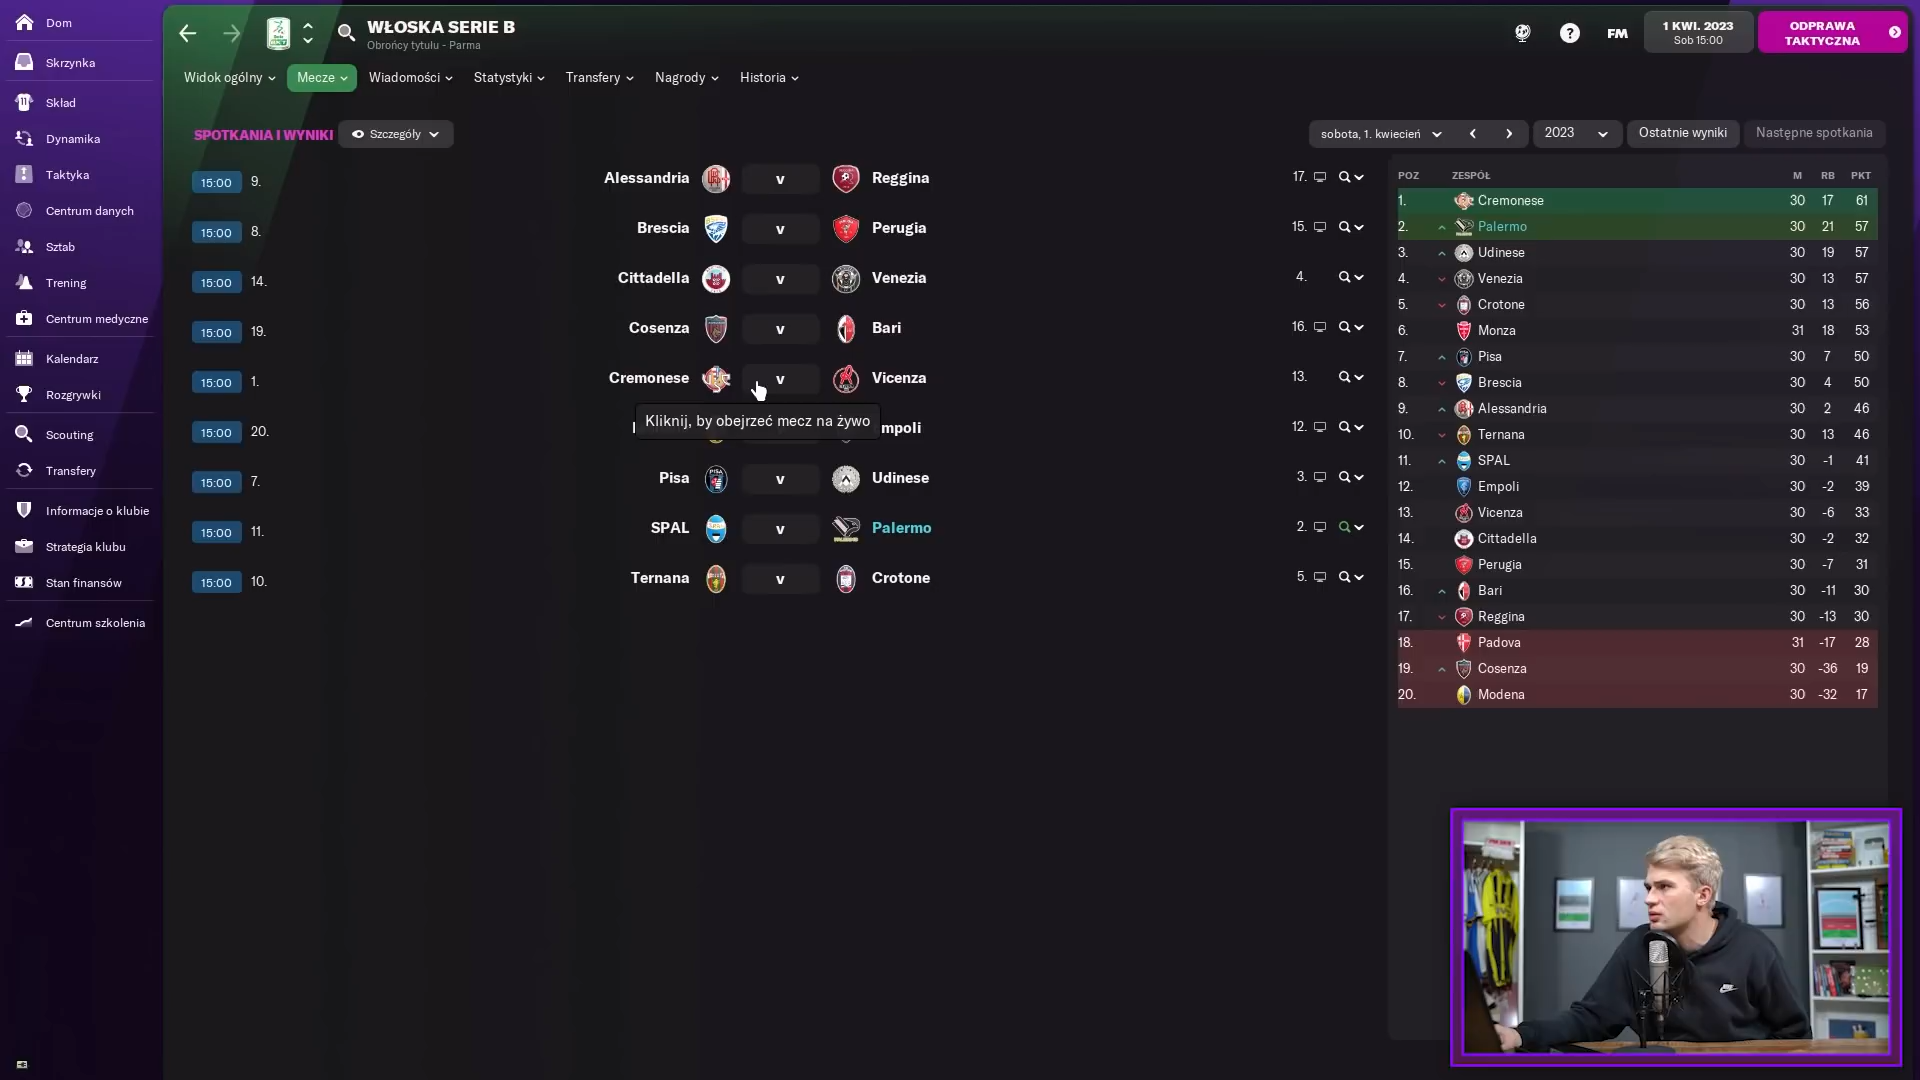 Dom
Skrzynka
Skład
Dynamika
Taktyka
Centrum danych
Sztab
Trening
Centrum medyczne
Kalendarz
Rozgrywki
Scouting
Transfery
Informacje o klubie
Strategia klubu
Stan finansów
Centrum szkolenia
WŁOSKA SERIE B
Obrońcy tytułu - Parma
FM
1 KWI. 2023
Sob 15:00
ODPRAWA
TAKTYCZNA
Widok ogólny Mecze Wiadomości Statystyki Transfery Nagrody Historia
SPOTKANIA I WYNIKI Szczegóły sobota, 1. kwiecień 2023 Ostatnie wyniki Następne spotkania
15:00 9. Alessandria v Reggina 17.
15:00 8. Brescia v Perugia 15.
15:00 14. Cittadella v Venezia 4.
15:00 19. Cosenza v Bari 16.
15:00 1. Cremonese v Vicenza 13.
Kliknij, by obejrzeć mecz na żywo
15:00 20. mpoli 12.
15:00 7. Pisa v Udinese 3.
15:00 11. SPAL v Palermo 2.
15:00 10. Ternana v Crotone 5.
POZ ZESPÓŁ M RB PKT
1. Cremonese 30 17 61
2. Palermo 30 21 57
3. Udinese 30 19 57
4. Venezia 30 13 57
5. Crotone 30 13 56
6. Monza 31 18 53
7. Pisa 30 7 50
8. Brescia 30 4 50
9. Alessandria 30 2 46
10. Ternana 30 13 46
11. SPAL 30 -1 41
12. Empoli 30 -2 39
13. Vicenza 30 -6 33
14. Cittadella 30 -2 32
15. Perugia 30 -7 31
16. Bari 30 -11 30
17. Reggina 30 -13 30
18. Padova 31 -17 28
19. Cosenza 30 -36 19
20. Modena 30 -32 17